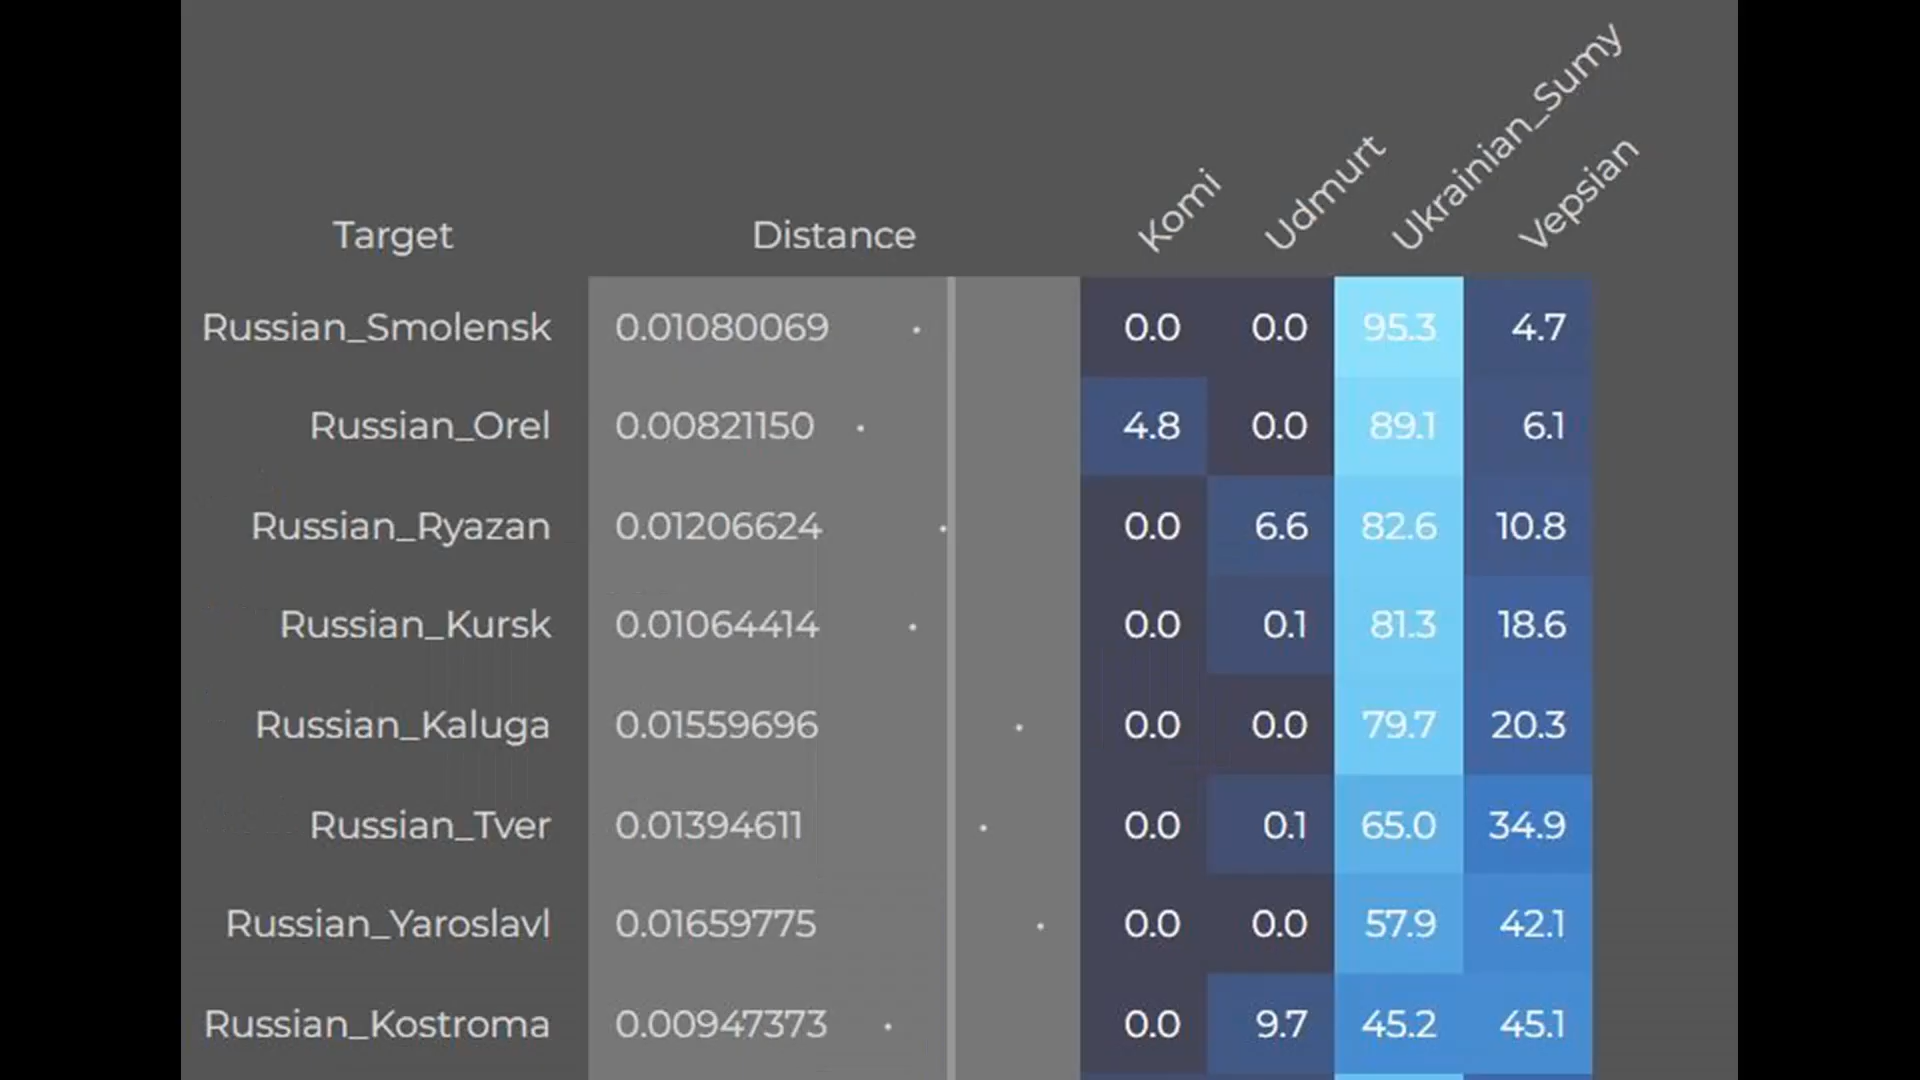 Target Distance Komi Udmurt Ukrainian_Sumy Vepsian
Russian_Smolensk 0.01080069 0.0 0.0 95.3 4.7
Russian_Orel 0.00821150 4.8 0.0 89.1 6.1
Russian_Ryazan 0.01206624 0.0 6.6 82.6 10.8
Russian_Kursk 0.01064414 0.0 0.1 81.3 18.6
Russian_Kaluga 0.01559696 0.0 0.0 79.7 20.3
Russian_Tver 0.01394611 0.0 0.1 65.0 34.9
Russian_Yaroslavl 0.01659775 0.0 0.0 57.9 42.1
Russian_Kostroma 0.00947373 0.0 9.7 45.2 45.1